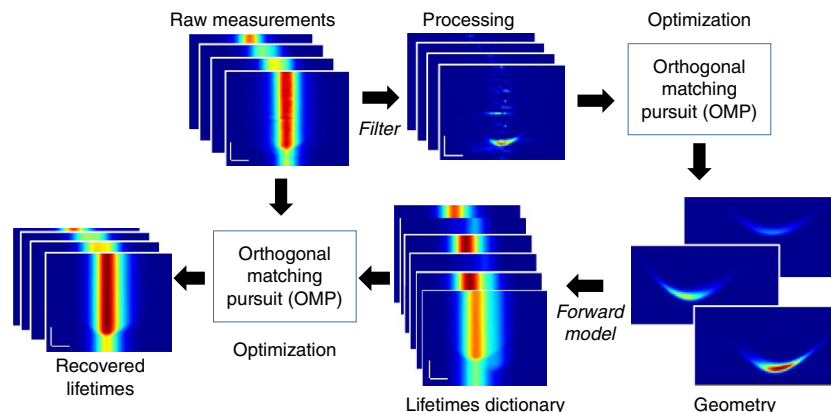 Raw measurements
Processing
Optimization
Filter
Orthogonal
matching
pursuit (OMP)
Orthogonal
matching
pursuit (OMP)
Optimization
Forward
model
Recovered
lifetimes
Lifetimes dictionary
Geometry